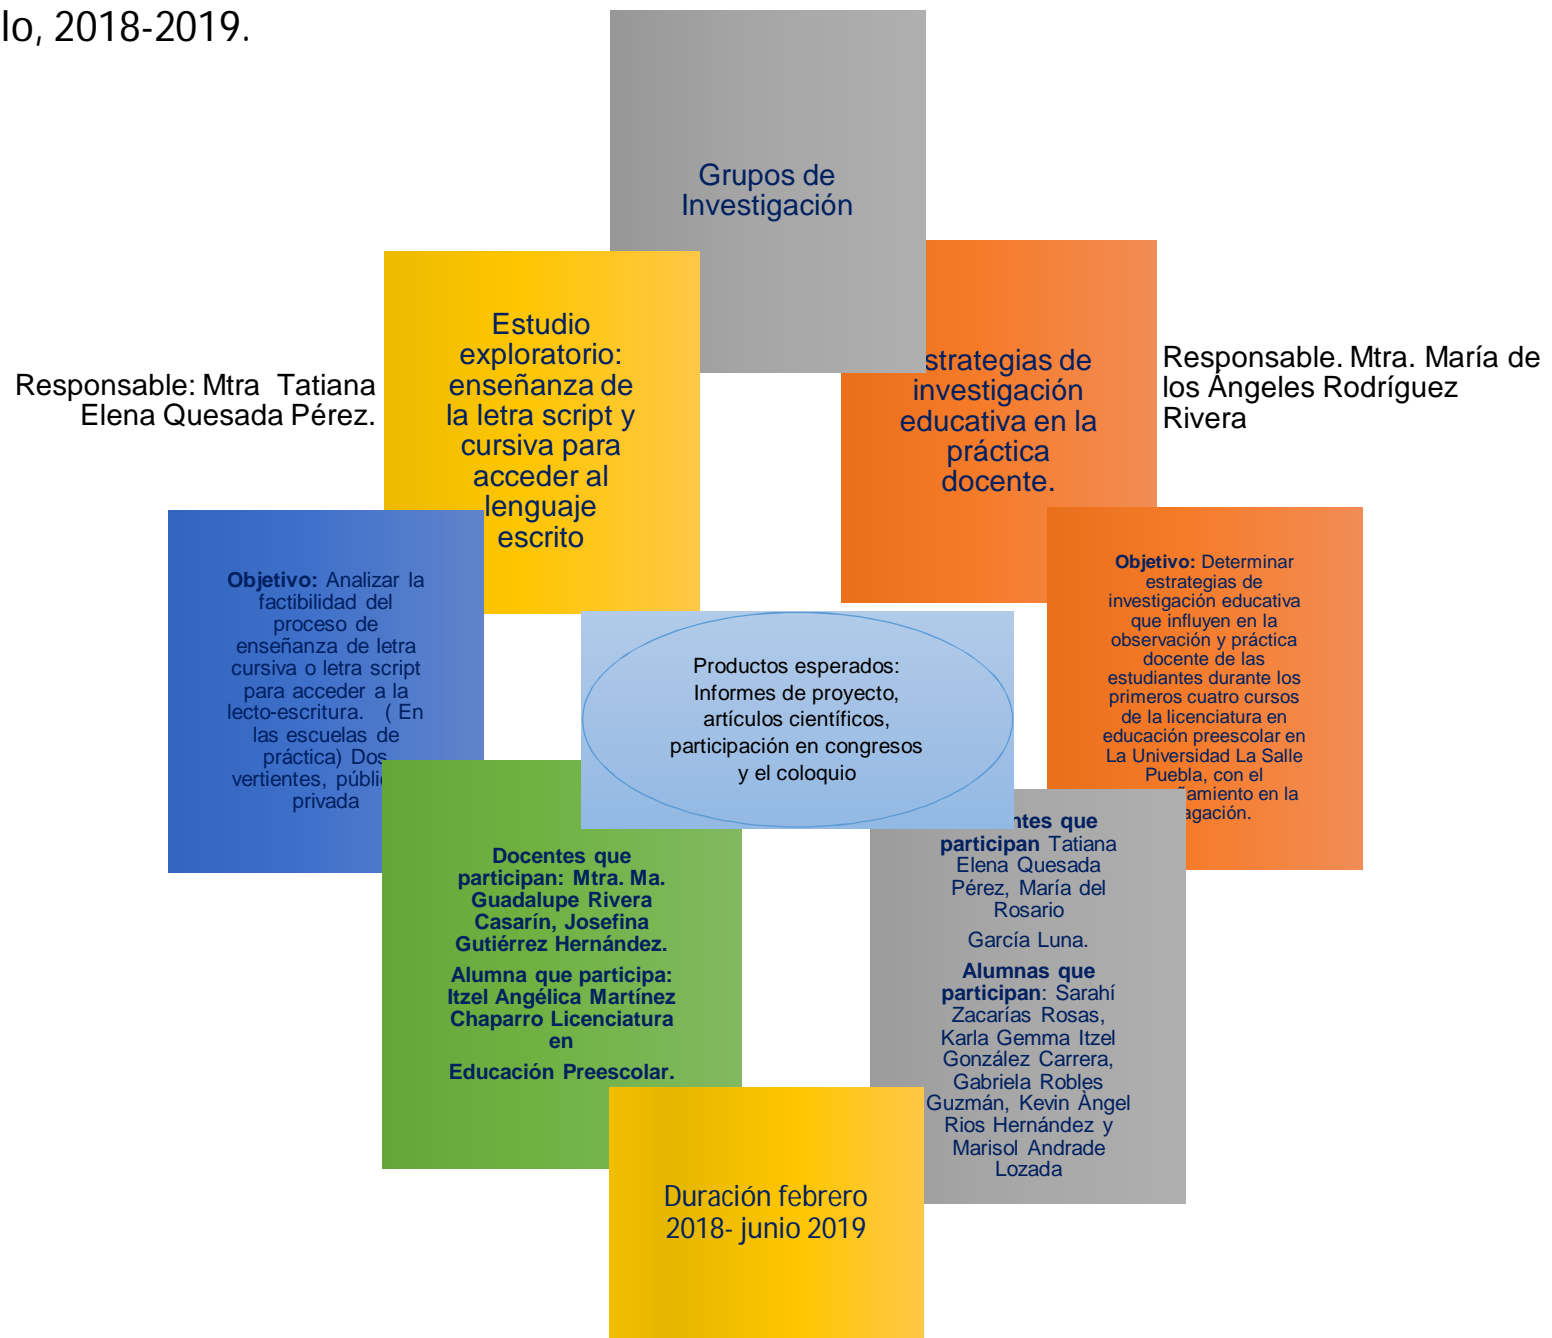 lo, 2018-2019.
Grupos de
Investigación
Estudio
exploratorio:
enseñanza de
la letra script y
cursiva para
acceder al
lenguaje
escrito
Responsable: Mtra Tatiana
Elena Quesada Pérez.
strategias de
investigación
educativa en la
práctica
docente.
Responsable. Mtra. María de
los Ángeles Rodríguez
Rivera
Objetivo: Analizar la
factibilidad del
proceso de
enseñanza de letra
cursiva o letra script
para acceder a la
lecto-escritura. ( En
las escuelas de
práctica) Dos
vertientes, públi
privada
Productos esperados:
Informes de proyecto,
artículos científicos,
participación en congresos
y el coloquio
Objetivo: Determinar
estrategias de
investigación educativa
que influyen en la
observación y práctica
docente de las
estudiantes durante los
primeros cuatro cursos
de la licenciatura en
educación preescolar en
La Universidad La Salle
Puebla, con el
ñamiento en la
agación.
Docentes que
participan: Mtra. Ma.
Guadalupe Rivera
Casarín, Josefina
Gutiérrez Hernández.
Alumna que participa:
Itzel Angélica Martínez
Chaparro Licenciatura
en
Educación Preescolar.
ntes que
participan Tatiana
Elena Quesada
Pérez, María del
Rosario
García Luna.
Alumnas que
participan: Sarahí
Zacarías Rosas,
Karla Gemma Itzel
González Carrera,
Gabriela Robles
Guzmán, Kevin Àngel
Rios Hernández y
Marisol Andrade
Lozada
Duración febrero
2018- junio 2019